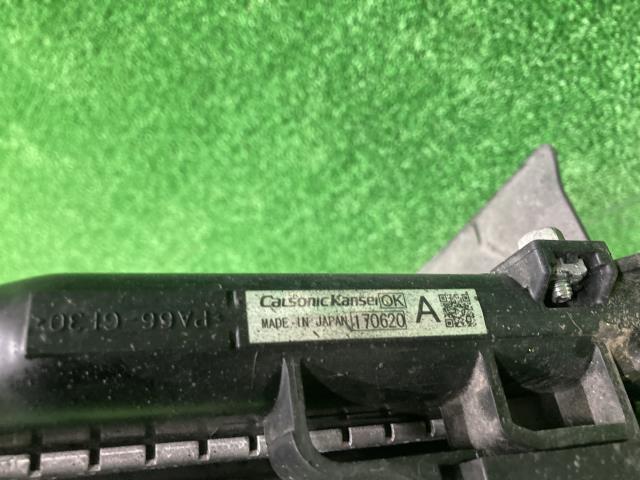 CalsonicKansei OK
MADE-IN JAPAN 170620
A
>PA66-GF30<